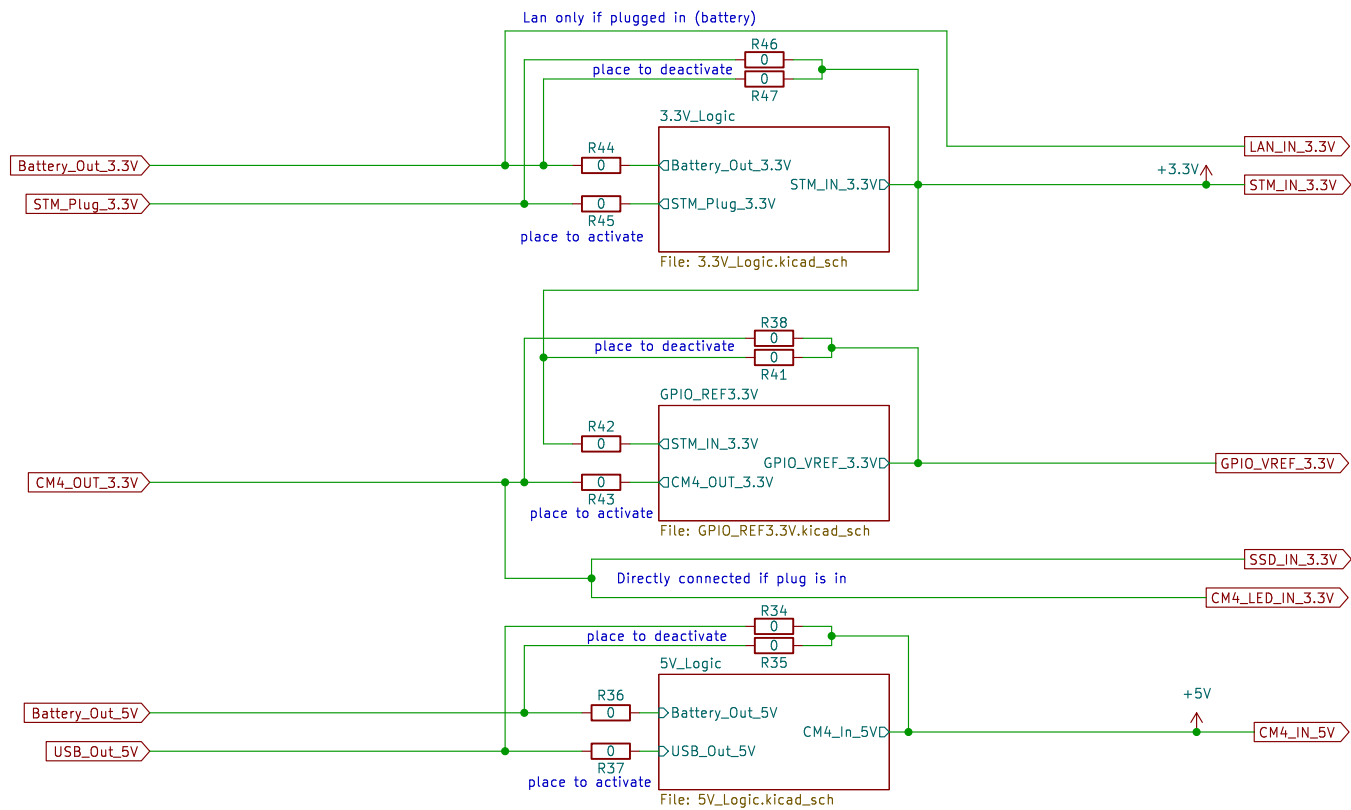 Lan only if plugged in (battery)
R46
0
place to deactivate
0
R47
3.3V_Logic
LAN_IN_3.3V
R44
Battery_Out_3.3V
0
Battery_Out_3.3V
+3.3V
STM_IN_3.3V
STM_IN_3.3V
STM_Plug_3.3V
0
STM_Plug_3.3V
R45
place to activate
File: 3.3V_Logic.kicad_sch
R38
0
place to deactivate
0
R41
GPIO_REF3.3V
R42
0
STM_IN_3.3V
GPIO_VREF_3.3V
GPIO_VREF_3.3V
CM4_OUT_3.3V
0
CM4_OUT_3.3V
R43
place to activate
File: GPIO_REF3.3V.kicad_sch
SSD_IN_3.3V
Directly connected if plug is in
CM4_LED_IN_3.3V
R34
0
place to deactivate
0
R35
5V_Logic
R36
+5V
Battery_Out_5V
0
Battery_Out_5V
CM4_In_5V
CM4_IN_5V
USB_Out_5V
0
USB_Out_5V
R37
place to activate
File: 5V_Logic.kicad_sch